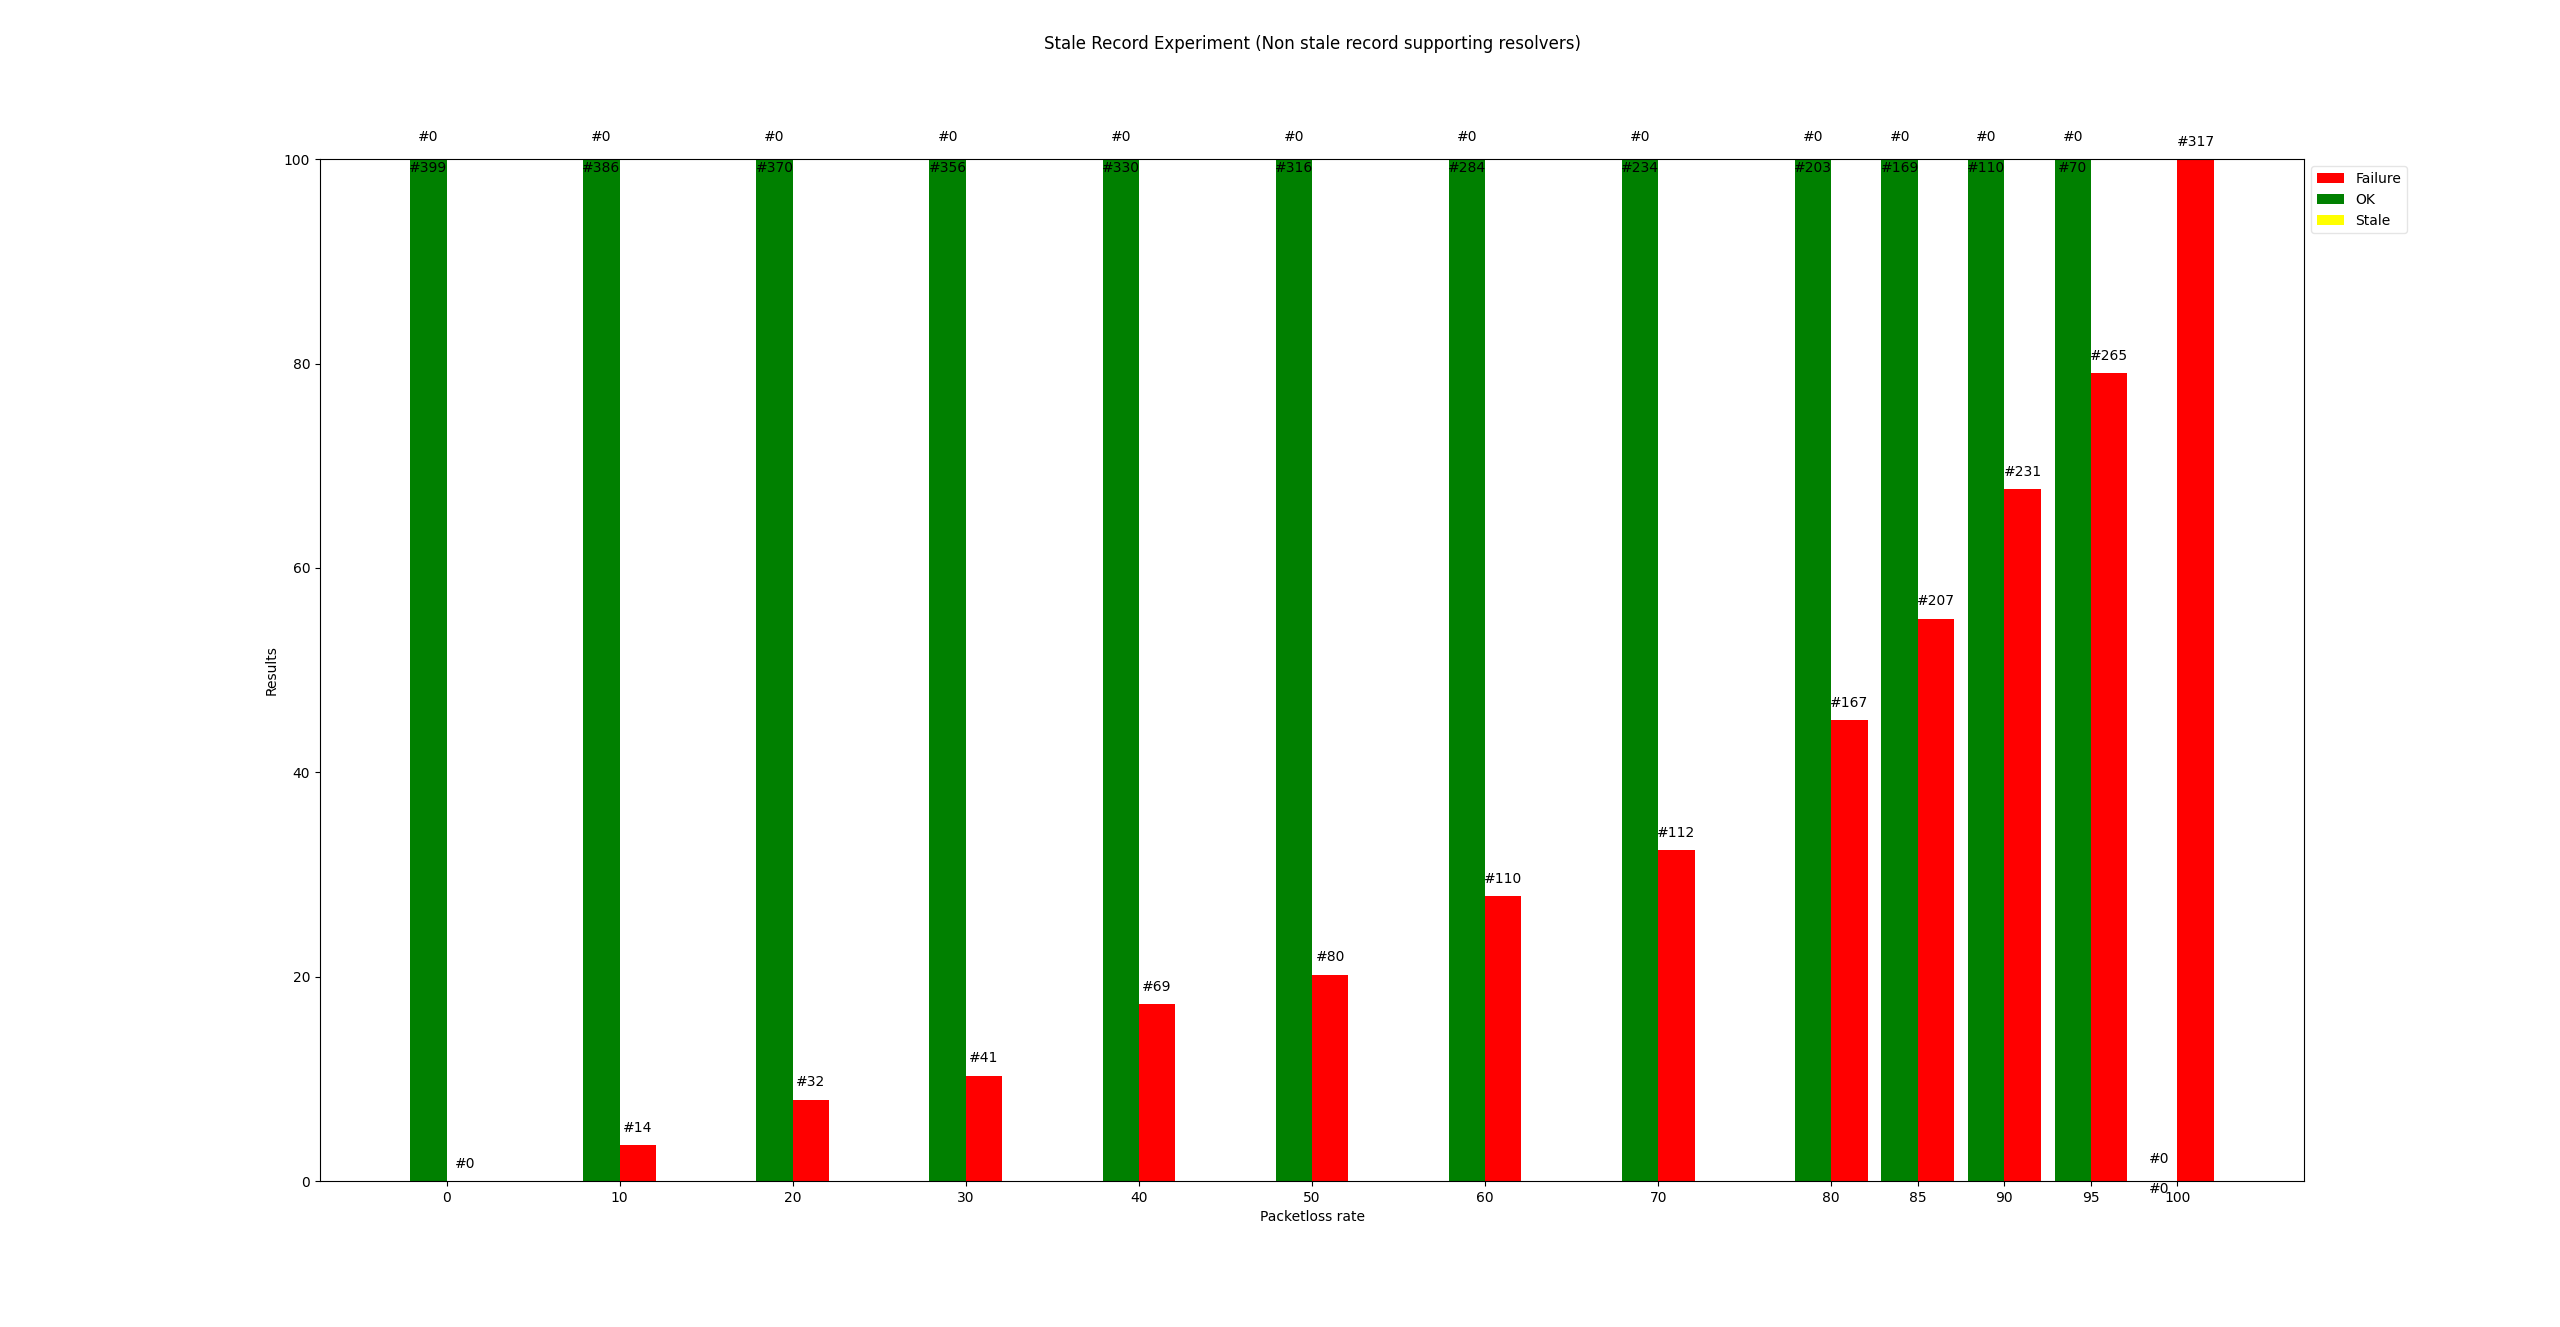 Stale Record Experiment (Non stale record supporting resolvers)
#0 #0 #0 #0 #0 #0 #0 #0 #0 #0 #0 #0 #317
100 #399 #386 #370 #356 #330 #316 #284 #234 #203 #169 #110 #70
Failure
OK
Stale
80 #265
#231
60 #207
#167
40
#112
#110
20 #80
#69
#41
#32
#14
#0 #0
0 #0
Results
0 10 20 30 40 50 60 70 80 85 90 95 100
Packetloss rate